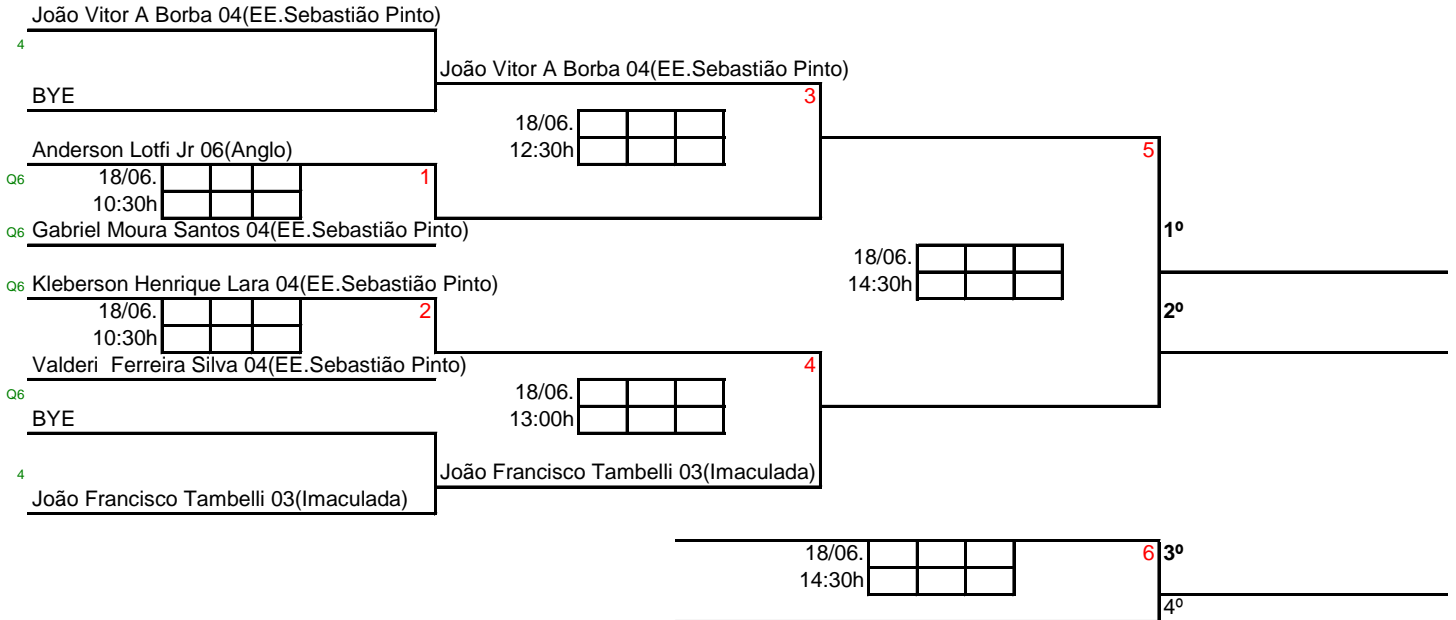 João Vitor A Borba 04(EE.Sebastião Pinto)
4
João Vitor A Borba 04(EE.Sebastião Pinto)
BYE
3
18/06.
12:30h
Anderson Lotfi Jr 06(Anglo)
5
Q6
18/06.
1
10:30h
Q6 Gabriel Moura Santos 04(EE.Sebastião Pinto)
1º
18/06.
14:30h
Q6 Kleberson Henrique Lara 04(EE.Sebastião Pinto)
18/06.
2
2º
10:30h
Valderi  Ferreira Silva 04(EE.Sebastião Pinto)
4
Q6
18/06.
13:00h
BYE
4
João Francisco Tambelli 03(Imaculada)
João Francisco Tambelli 03(Imaculada)
18/06.
6 3º
14:30h
4º